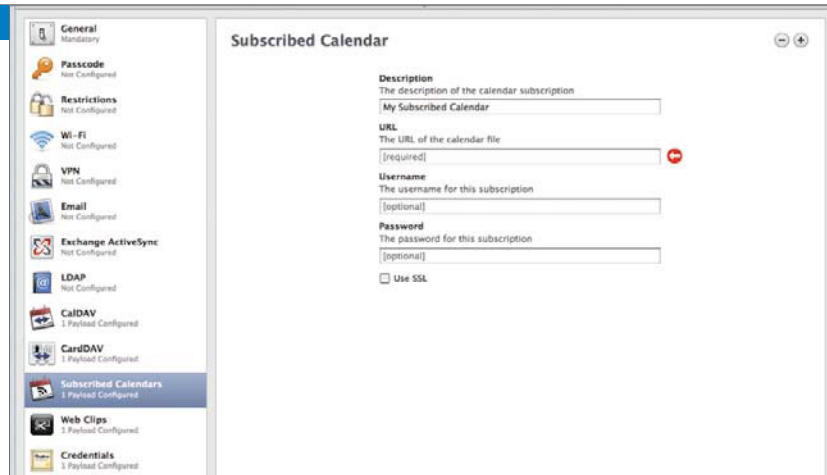 General
Mandatory
Passcode
Not Configured
Restrictions
Not Configured
Wi-Fi
Not Configured
VPN
Not Configured
Email
Not Configured
Exchange ActiveSync
Not Configured
LDAP
Not Configured
CalDAV
1 Payload Configured
CardDAV
1 Payload Configured
Subscribed Calendars
1 Payload Configured
Web Clips
1 Payload Configured
Credentials
1 Payload Configured
Subscribed Calendar
Description
The description of the calendar subscription
My Subscribed Calendar
URL
The URL of the calendar file
[required]
Username
The username for this subscription
[optional]
Password
The password for this subscription
[optional]
Use SSL